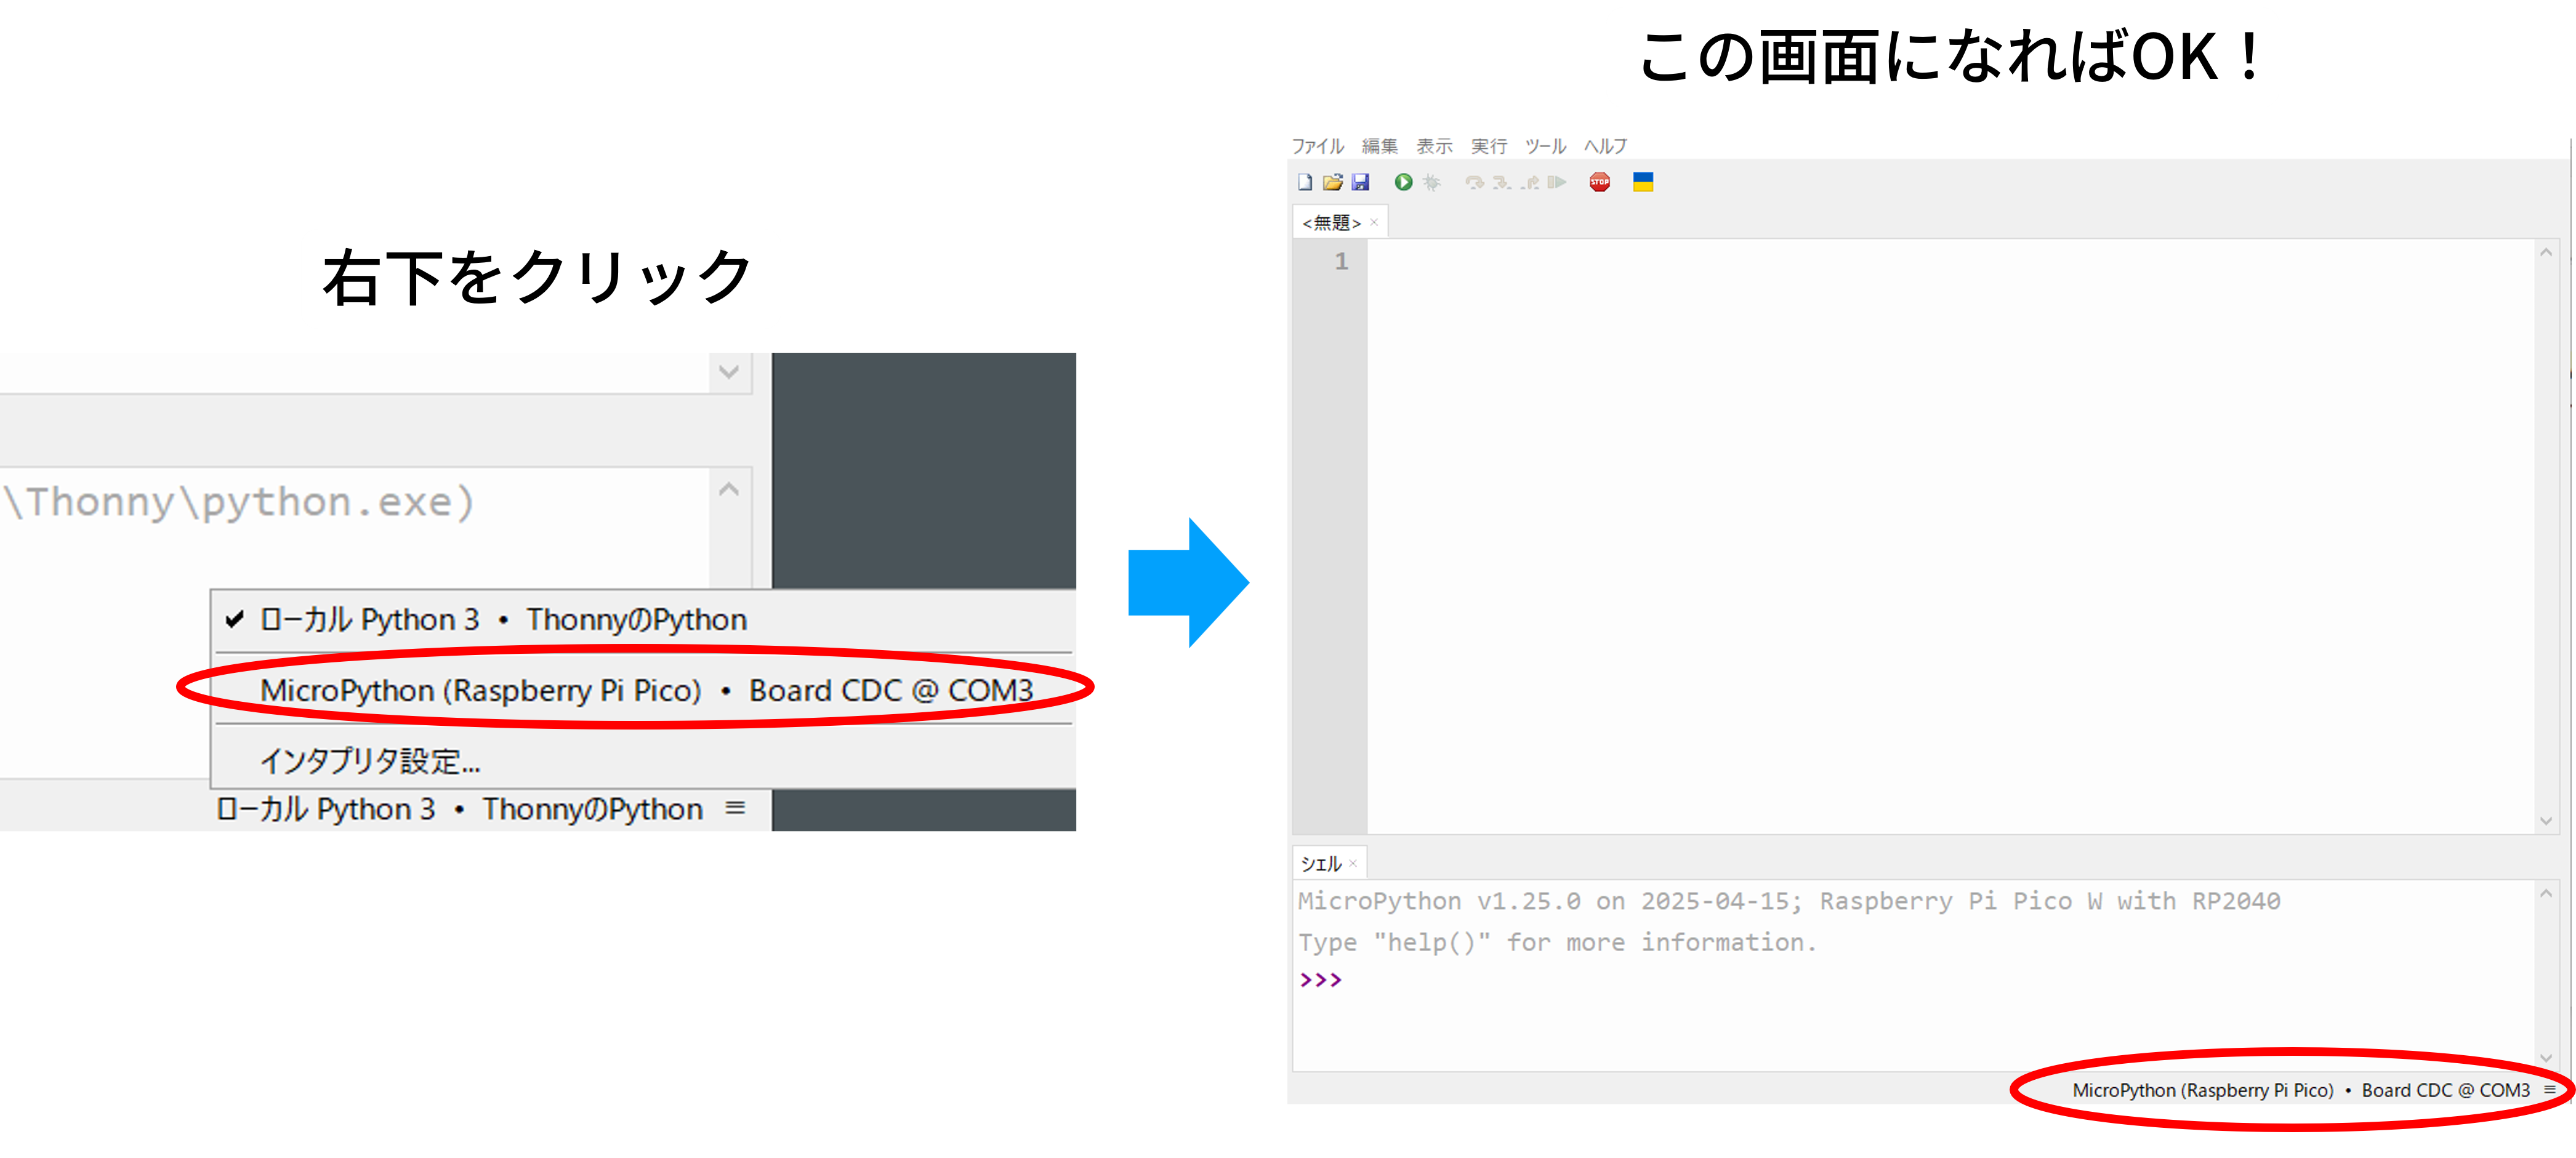 この画面になればOK！
右下をクリック
\Thonny\python.exe)
✔ ローカル Python 3 • ThonnyのPython
MicroPython (Raspberry Pi Pico) • Board CDC @ COM3
インタプリタ設定...
ローカル Python 3 • ThonnyのPython ≡
ファイル 編集 表示 実行 ツール ヘルプ
STOP
<無題> ×
1
シェル ×
MicroPython v1.25.0 on 2025-04-15; Raspberry Pi Pico W with RP2040
Type "help()" for more information.
>>>
MicroPython (Raspberry Pi Pico) • Board CDC @ COM3 ≡